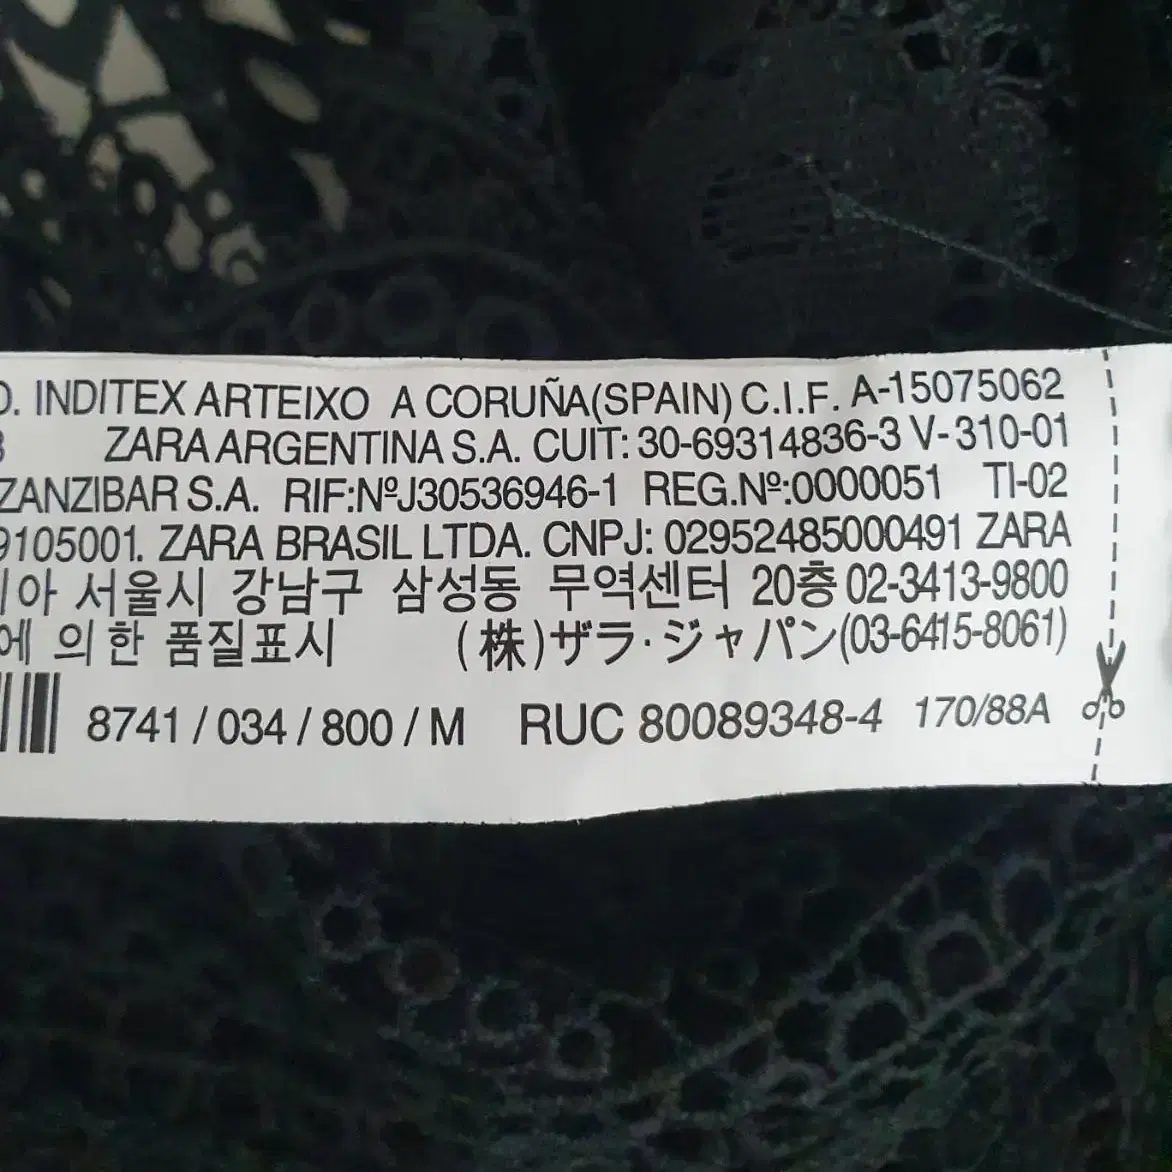 D. INDITEX ARTEIXO A CORUÑA(SPAIN) C.I.F. A-15075062
ZARA ARGENTINA S.A. CUIT: 30-69314836-3 V-310-01
ZANZIBAR S.A. RIF:NºJ30536946-1 REG.Nº:0000051 TI-02
9105001. ZARA BRASIL LTDA. CNPJ: 02952485000491 ZARA
아 서울시 강남구 삼성동 무역센터 20층 02-3413-9800
에 의한 품질표시 (株)ザラ・ジャパン(03-6415-8061)
8741 / 034 / 800 / M RUC 80089348-4 170/88A